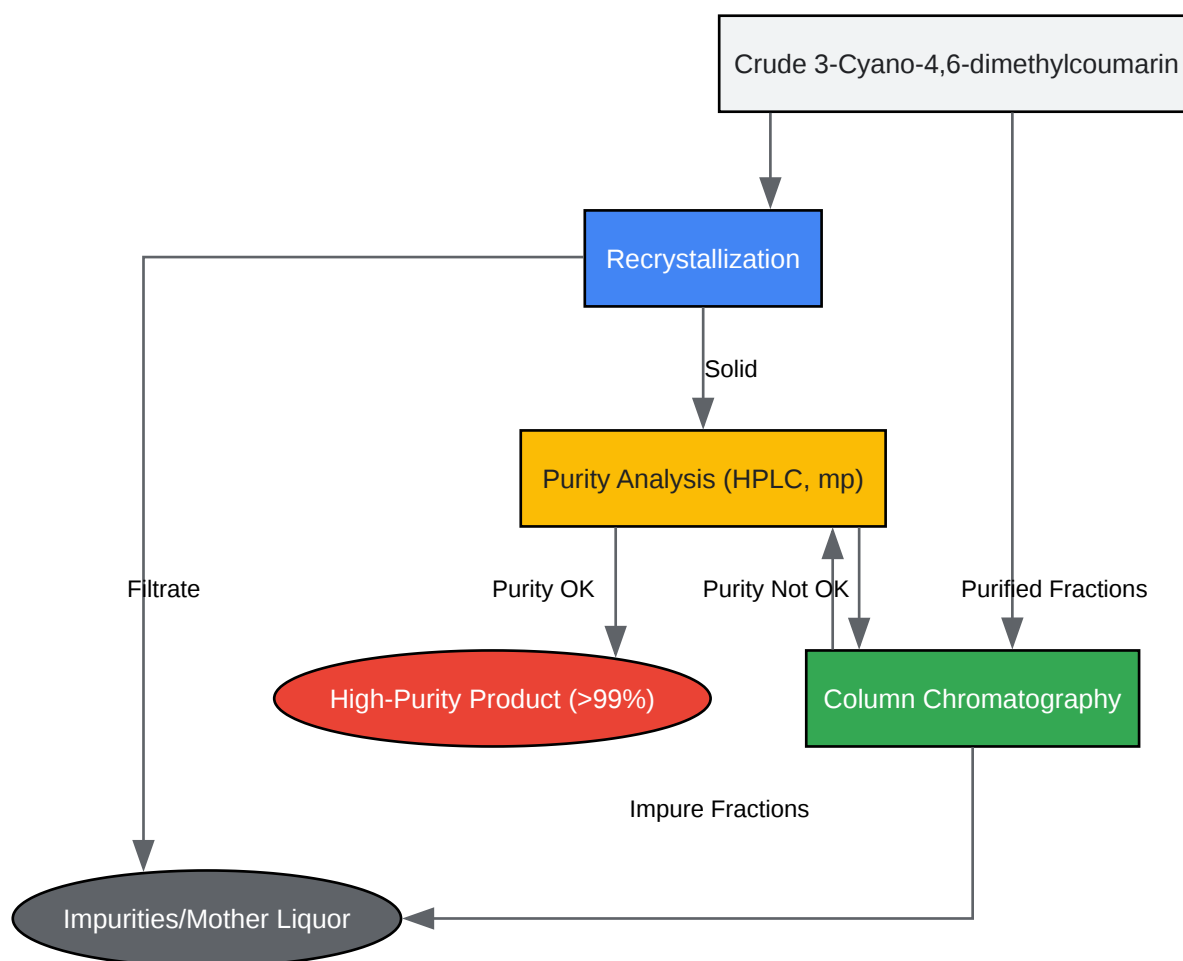 Crude 3-Cyano-4,6-dimethylcoumarin
Recrystallization
Solid
Purity Analysis (HPLC, mp)
Filtrate
Purity OK
Purity Not OK
Purified Fractions
High-Purity Product (>99%)
Column Chromatography
Impure Fractions
Impurities/Mother Liquor